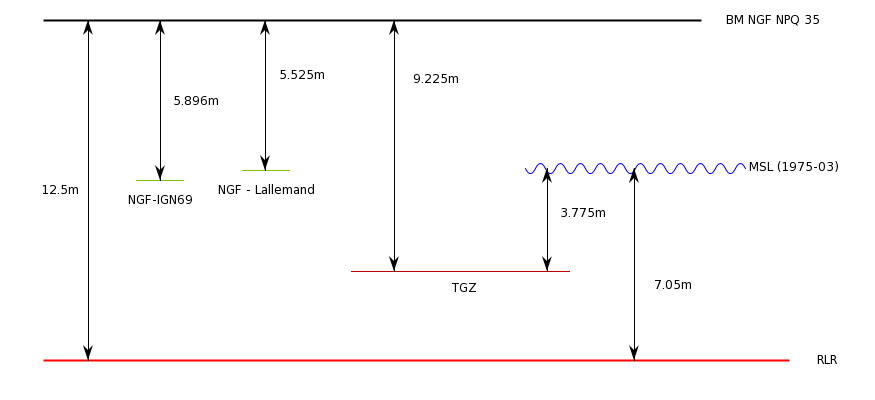 BM NGF NPQ 35
5.525m
9.225m
5.896m
MSL (1975-03)
12.5m
NGF - Lallemand
NGF-IGN69
3.775m
TGZ
7.05m
RLR